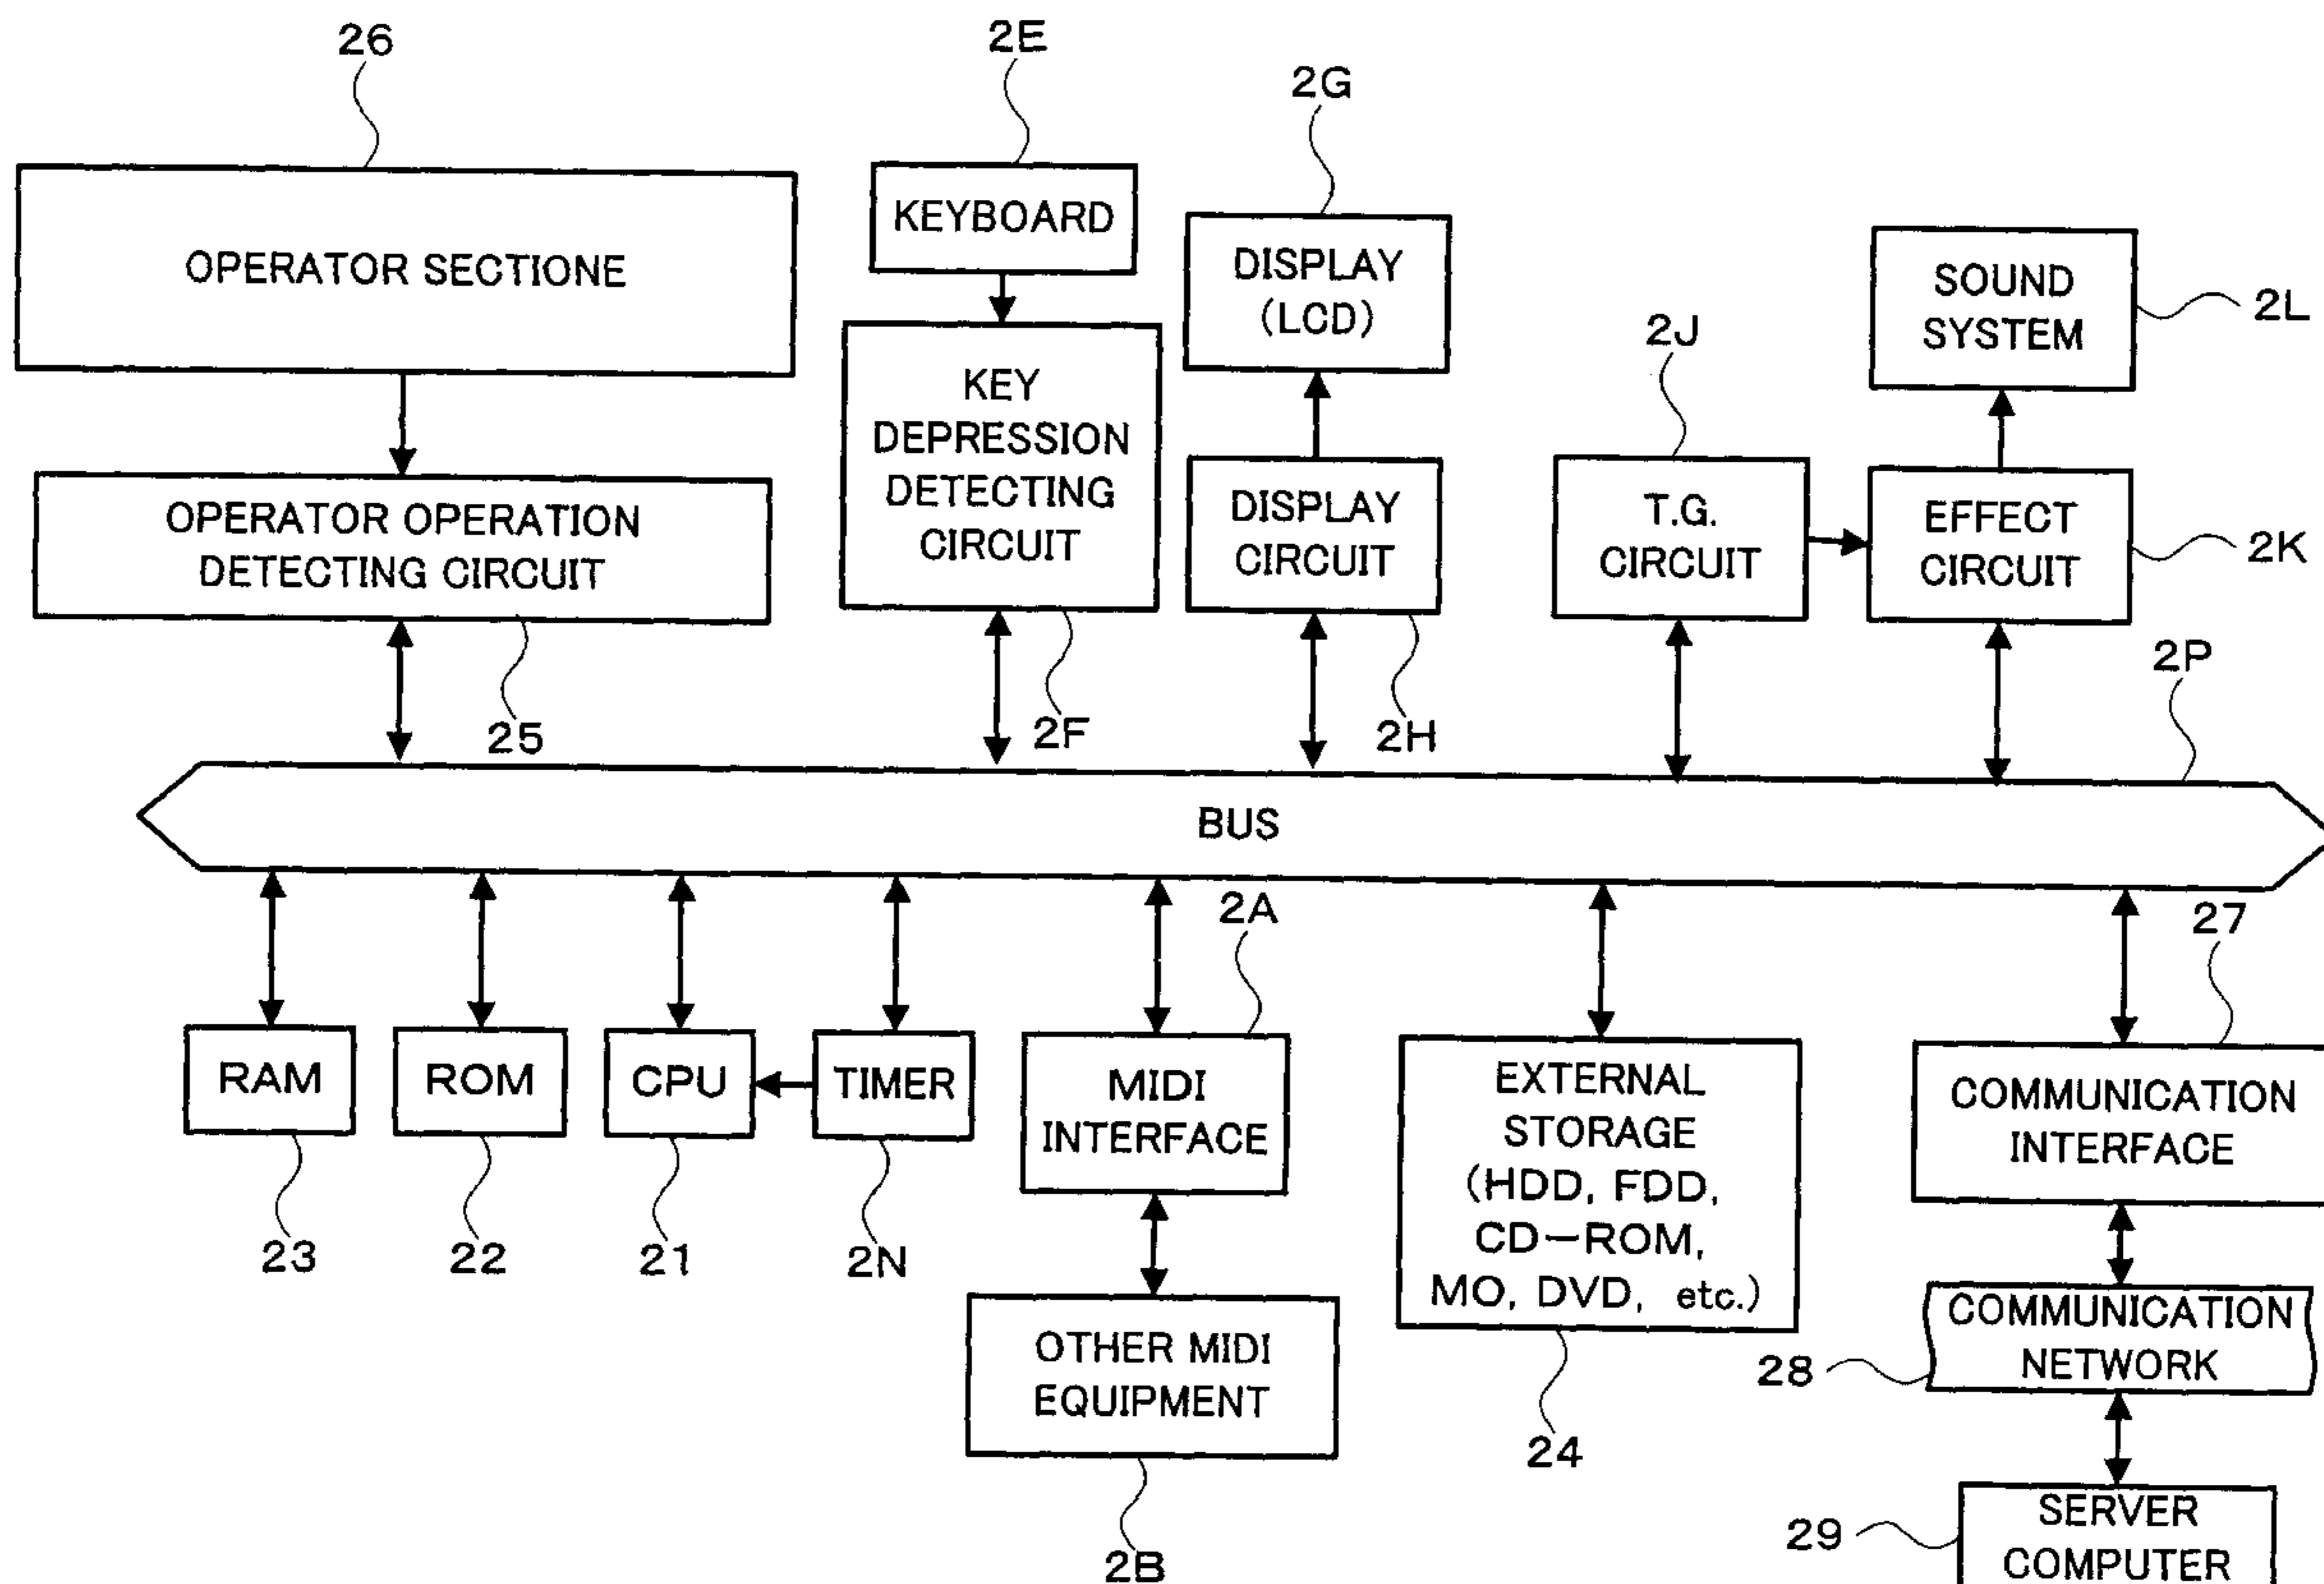 26
2E
2G
KEYBOARD
OPERATOR SECTIONE
DISPLAY
(LCD)
SOUND
SYSTEM
2L
2J
KEY
DEPRESSION
DETECTING
CIRCUIT
OPERATOR OPERATION
DETECTING CIRCUIT
DISPLAY
CIRCUIT
T.G.
CIRCUIT
EFFECT
CIRCUIT
2K
25
2F
2H
2P
BUS
2A
27
RAM
ROM
CPU
TIMER
MIDI
INTERFACE
EXTERNAL
STORAGE
(HDD, FDD,
CD-ROM,
MO, DVD, etc.)
COMMUNICATION
INTERFACE
23
22
21
2N
OTHER MIDI
EQUIPMENT
COMMUNICATION
NETWORK
28
24
2B
SERVER
COMPUTER
29